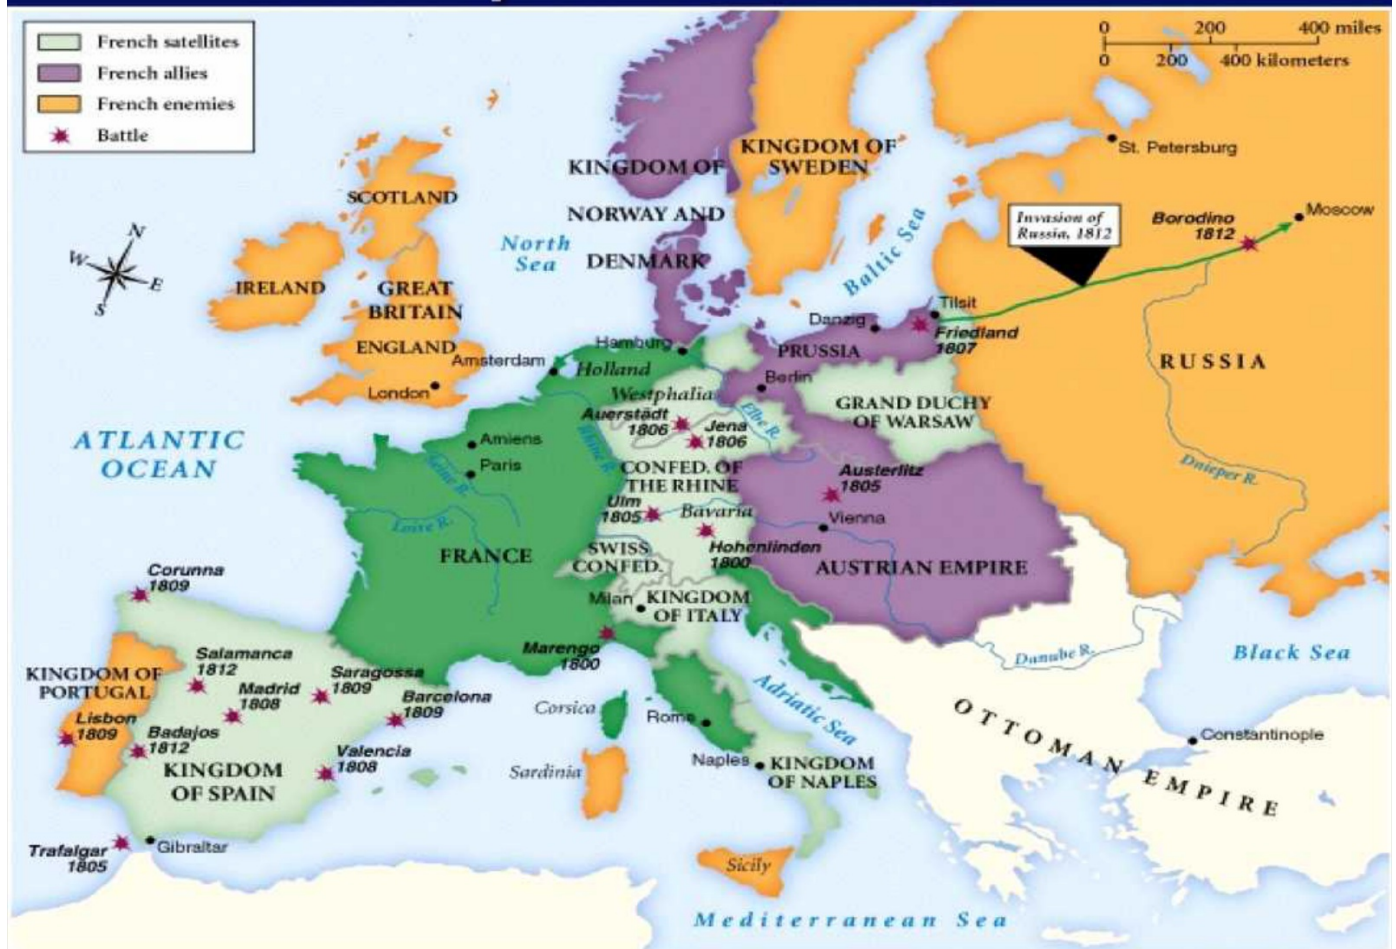 French satellites
French allies
French enemies
Battle
0 200 400 miles
0 200 400 kilometers
N
W
E
S
St. Petersburg
KINGDOM OF
SWEDEN
KINGDOM OF
NORWAY AND
DENMARK
SCOTLAND
North
Sea
Baltic Sea
Invasion of
Russia, 1812
Borodino
1812
Moscow
IRELAND
GREAT
BRITAIN
ENGLAND
London
Amsterdam
Hamburg
Holland
Danzig
Tilsit
Friedland
1807
PRUSSIA
Berlin
RUSSIA
Westphalia
GRAND DUCHY
OF WARSAW
Auerstädt
1806
Jena
1806
Elbe R.
Rhine R.
ATLANTIC
OCEAN
Amiens
Paris
Seine R.
Loire R.
CONFED. OF
THE RHINE
Austerlitz
1805
Dnieper R.
Ulm
1805
Bavaria
Vienna
FRANCE
SWISS
CONFED.
Hohenlinden
1800
AUSTRIAN EMPIRE
Corunna
1809
Milan
KINGDOM
OF ITALY
Marengo
1800
Danube R.
Black Sea
KINGDOM OF
PORTUGAL
Salamanca
1812
Saragossa
1809
Madrid
1808
Barcelona
1809
Corsica
Rome
Adriatic Sea
Lisbon
1809
Badajos
1812
Valencia
1808
KINGDOM
OF SPAIN
Sardinia
Naples
KINGDOM
OF NAPLES
OTTOMAN EMPIRE
Constantinople
Trafalgar
1805
Gibraltar
Sicily
Mediterranean Sea